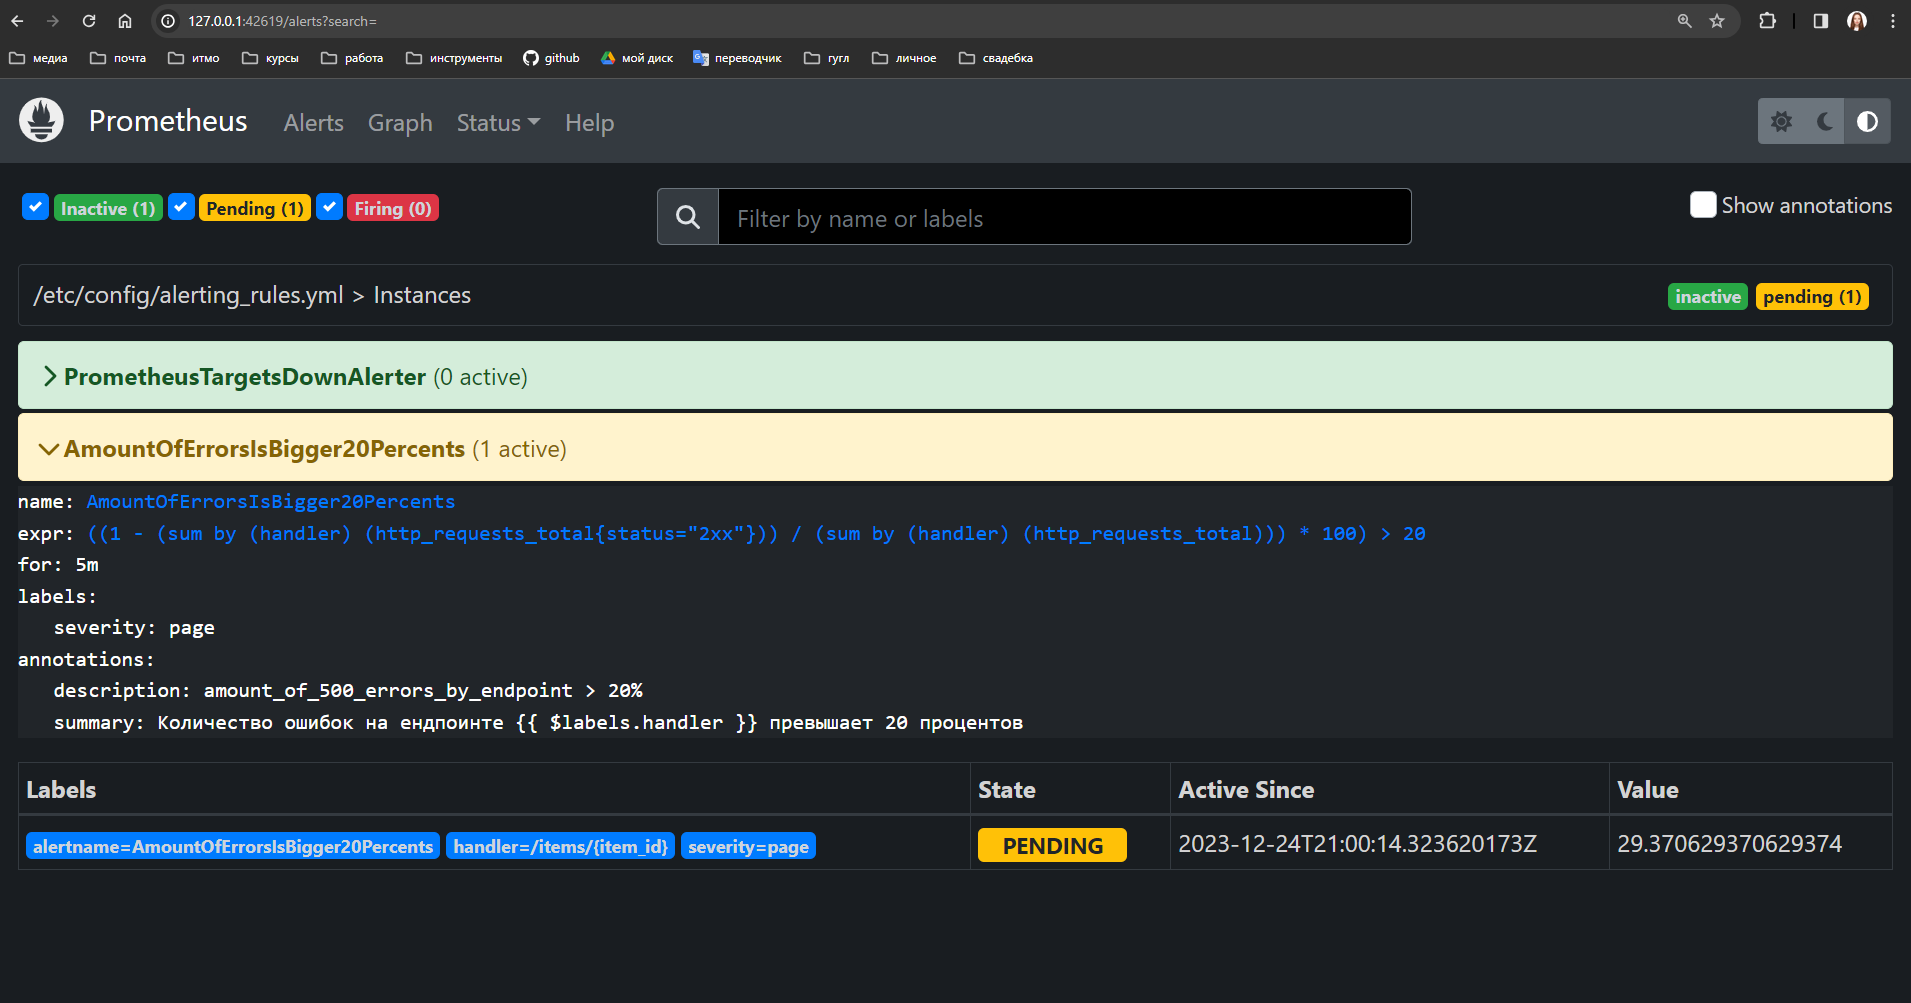 127.0.0.1:42619/alerts?search=
медиа почта итмо курсы работа инструменты github мой диск переводчик гугл личное свадебка
Prometheus Alerts Graph Status Help
Inactive (1) Pending (1) Firing (0) Filter by name or labels Show annotations
/etc/config/alerting_rules.yml > Instances inactive pending (1)
PrometheusTargetsDownAlerter (0 active)
AmountOfErrorsIsBigger20Percents (1 active)
name: AmountOfErrorsIsBigger20Percents
expr: ((1 - (sum by (handler) (http_requests_total{status="2xx"})) / (sum by (handler) (http_requests_total))) * 100) > 20
for: 5m
labels:
severity: page
annotations:
description: amount_of_500_errors_by_endpoint > 20%
summary: Количество ошибок на ендпоинте {{ $labels.handler }} превышает 20 процентов
Labels State Active Since Value
alertname=AmountOfErrorsIsBigger20Percents handler=/items/{item_id} severity=page PENDING 2023-12-24T21:00:14.323620173Z 29.370629370629374